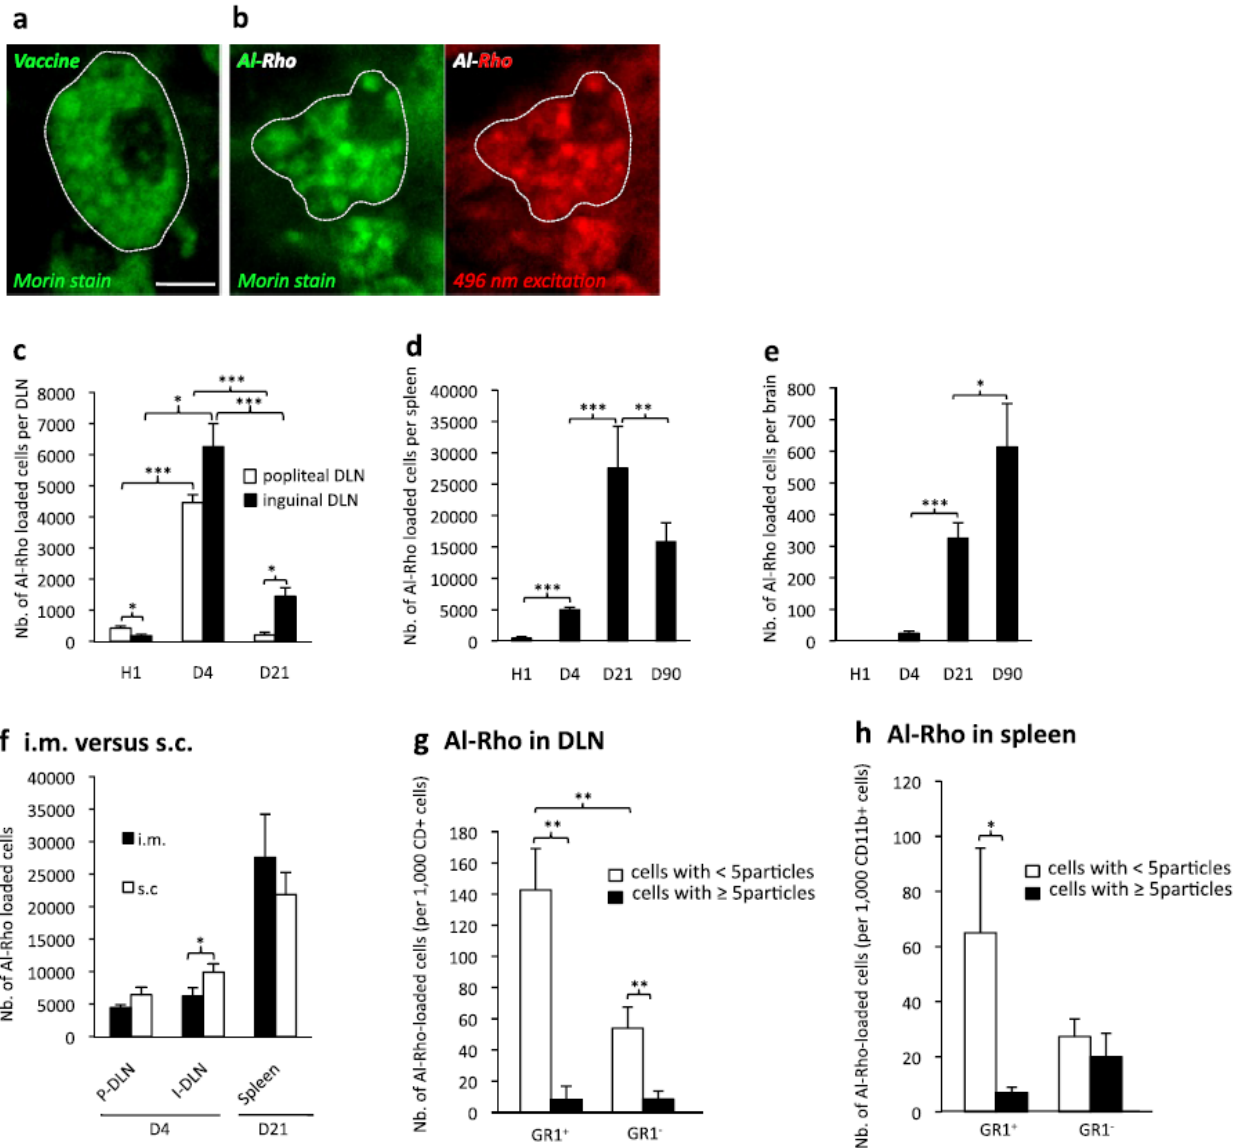 a
b
Vaccine
Al-Rho
Al-Rho
Morin stain
Morin stain
496 nm excitation
c
Nb. of Al-Rho loaded cells per DLN
8000
7000
6000
5000
4000
3000
2000
1000
0
***
*
***
***
*
*
popliteal DLN
inguinal DLN
H1 D4 D21
d
Nb. of Al-Rho loaded cells per spleen
40000
35000
30000
25000
20000
15000
10000
5000
0
***
**
***
H1 D4 D21 D90
e
Nb. of Al-Rho loaded cells per brain
800
700
600
500
400
300
200
100
0
*
***
H1 D4 D21 D90
f i.m. versus s.c.
Nb. of Al-Rho loaded cells
40000
35000
30000
25000
20000
15000
10000
5000
0
i.m.
s.c
*
P-DLN I-DLN Spleen
D4 D21
g Al-Rho in DLN
Nb. of Al-Rho-loaded cells (per 1,000 CD+ cells)
180
160
140
120
100
80
60
40
20
0
**
**
**
cells with < 5particles
cells with ≥ 5particles
GR1+ GR1-
h Al-Rho in spleen
Nb. of Al-Rho-loaded cells (per 1,000 CD11b+ cells)
120
100
80
60
40
20
0
*
cells with < 5particles
cells with ≥ 5particles
GR1+ GR1-